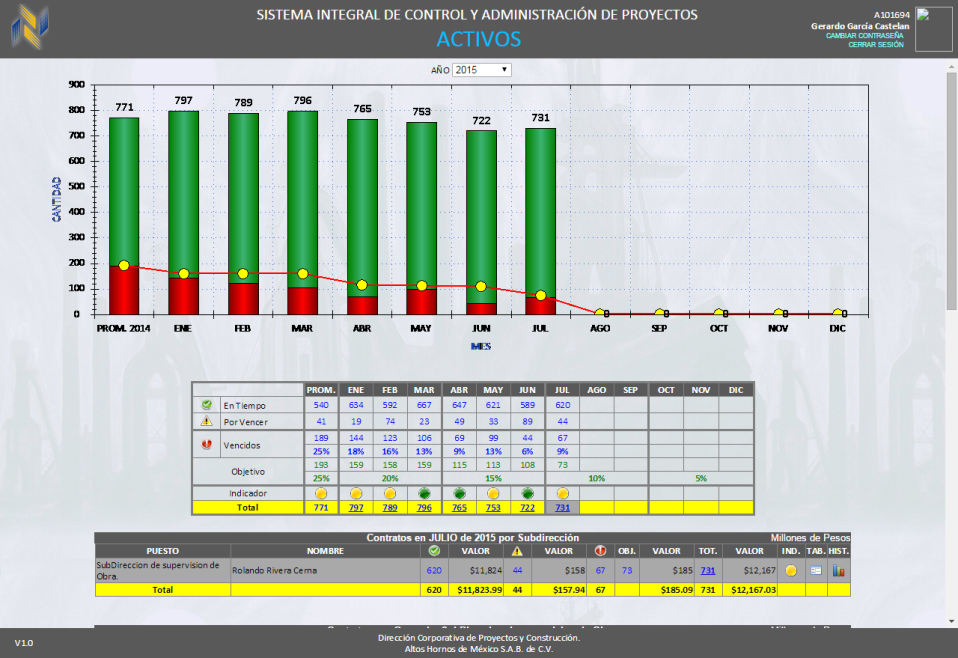 SISTEMA INTEGRAL DE CONTROL Y ADMINISTRACIÓN DE PROYECTOS
ACTIVOS
A101694
Gerardo García Castelan
CAMBIAR CONTRASEÑA
CERRAR SESIÓN
AÑO 2015
900
800
700
600
500
400
300
200
100
0
CANTIDAD
771 797 789 796 765 753 722 731
0 0 0 0 0
PROM. 2014 ENE FEB MAR ABR MAY JUN JUL AGO SEP OCT NOV DIC
MES
PROM. ENE FEB MAR ABR MAY JUN JUL AGO SEP OCT NOV DIC
En Tiempo 540 634 592 667 647 621 589 620
Por Vencer 41 19 74 23 49 33 89 44
Vencidos 189 144 123 106 69 99 44 67
25% 18% 16% 13% 9% 13% 6% 9%
Objetivo 193 159 158 159 115 113 108 73
25% 20% 15% 10% 5%
Indicador
Total 771 797 789 796 765 753 722 731
Contratos en JULIO de 2015 por Subdirección Millones de Pesos
PUESTO NOMBRE VALOR VALOR OBJ. VALOR TOT. VALOR IND. TAB. HIST.
SubDireccion de supervision de
Obra. Rolando Rivera Cerna 620 $11,824 44 $158 67 73 $185 731 $12,167
Total 620 $11,823.99 44 $157.94 67 $185.09 731 $12,167.03
V1.0
Dirección Corporativa de Proyectos y Construcción.
Altos Hornos de México S.A.B. de C.V.